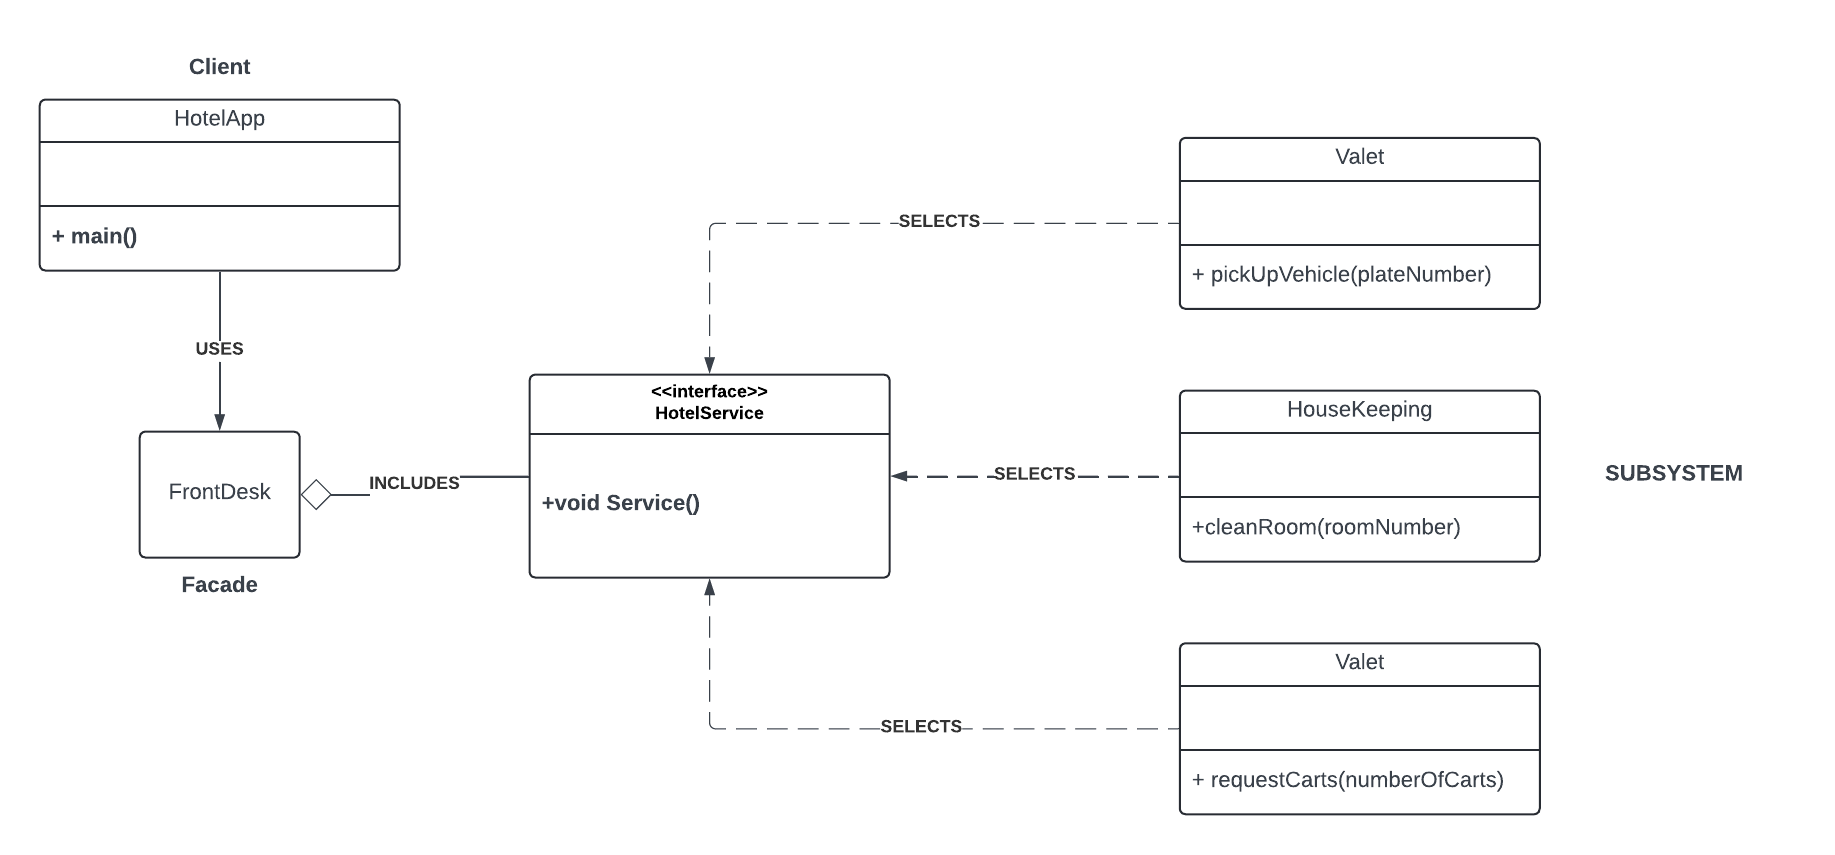 Client
HotelApp
+ main()
USES
FrontDesk
Facade
INCLUDES
<<interface>>
HotelService
+void Service()
SELECTS
SELECTS
SELECTS
Valet
+ pickUpVehicle(plateNumber)
HouseKeeping
+cleanRoom(roomNumber)
Valet
+ requestCarts(numberOfCarts)
SUBSYSTEM